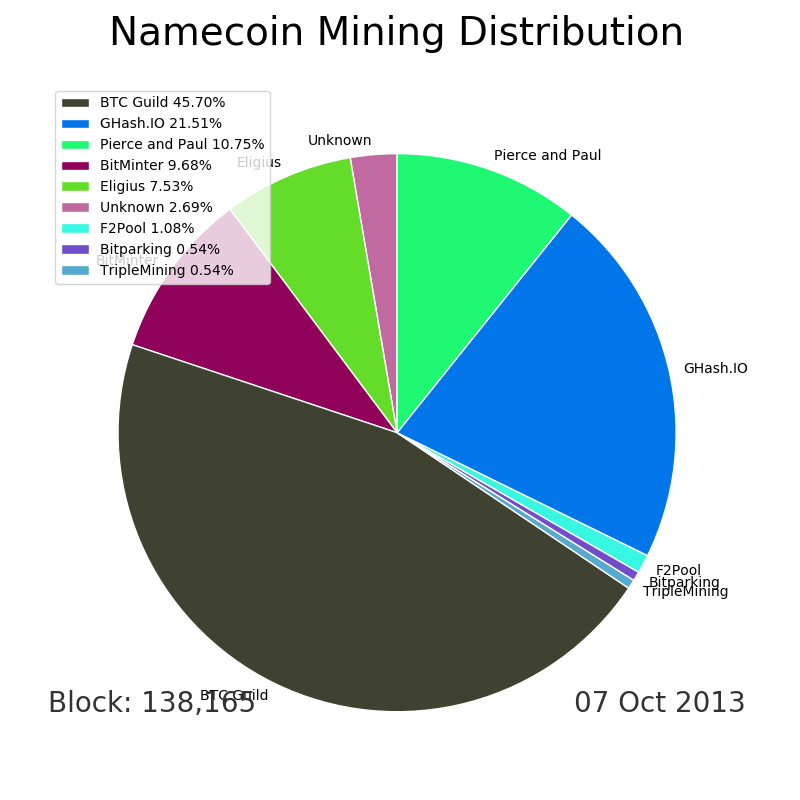 Namecoin Mining Distribution
BTC Guild 45.70%
GHash.IO 21.51%
Pierce and Paul 10.75%
BitMinter 9.68%
Eligius 7.53%
Unknown 2.69%
F2Pool 1.08%
Bitparking 0.54%
TripleMining 0.54%
Unknown
Pierce and Paul
Eligius
BitMinter
GHash.IO
F2Pool
Bitparking
TripleMining
BTC Guild
Block: 138,165
07 Oct 2013